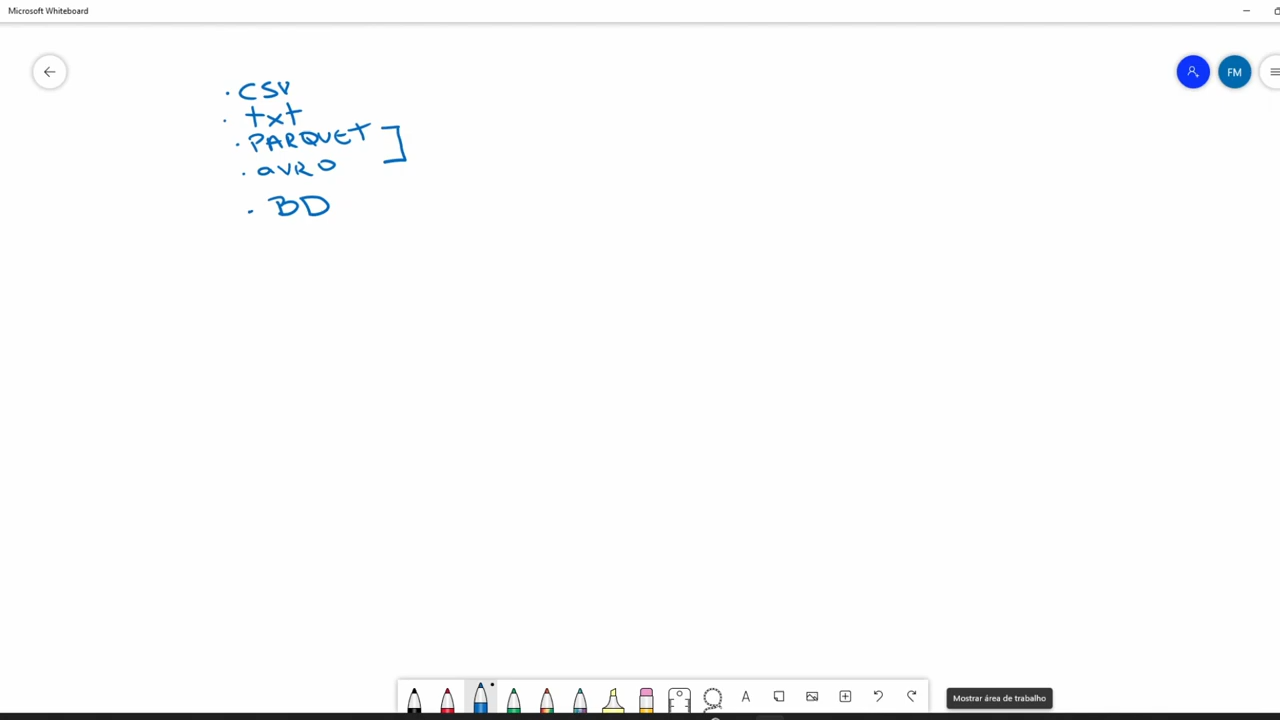 Microsoft Whiteboard
FM
. CSV
. txt
. PARQUET
. aVRO
. BD
A
Mostrar área de trabalho